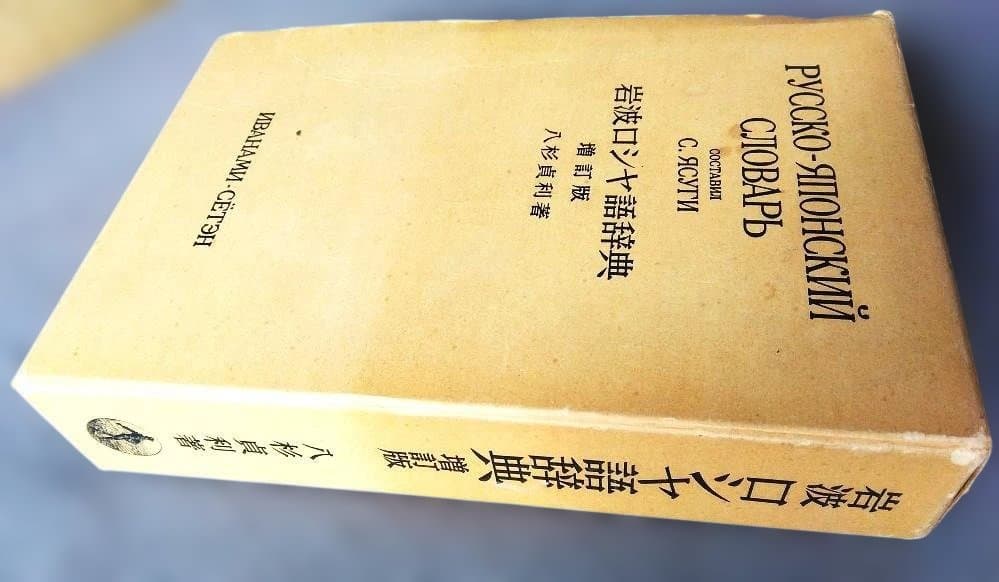 РУССКО-ЯПОНСКИЙ
СЛОВАРЬ
СОСТАВИЛ
С. ЯСУГИ
岩波ロシヤ語辞典
増訂版
八杉貞利著
ИВАНАМИ-СЁТЭН
岩波 ロシヤ語辞典 増訂版 八杉貞利著